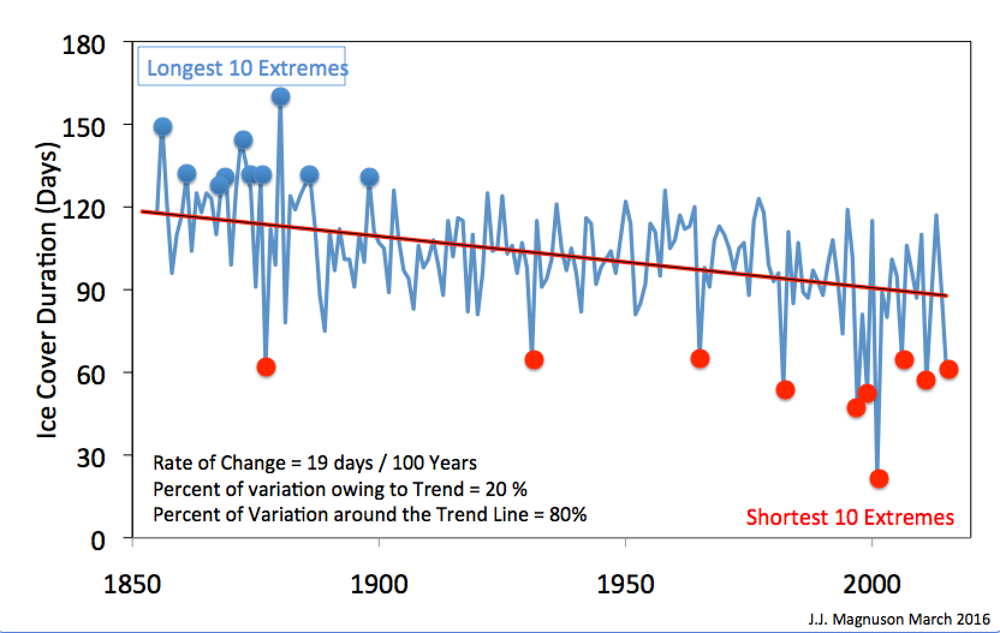 180
Longest 10 Extremes
150
120
90
60
30
0
Ice Cover Duration (Days)
Rate of Change = 19 days / 100 Years
Percent of variation owing to Trend = 20 %
Percent of Variation around the Trend Line = 80%
Shortest 10 Extremes
1850 1900 1950 2000
J.J. Magnuson March 2016